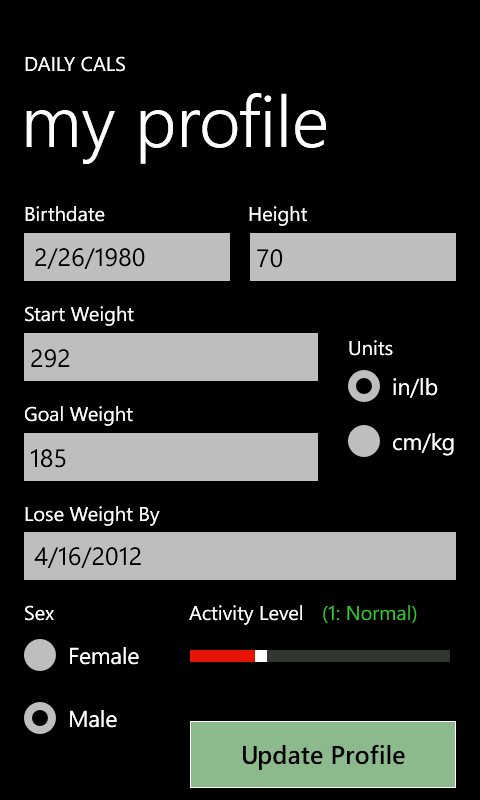 DAILY CALS
my profile
Birthdate
Height
2/26/1980
70
Start Weight
292
Units
in/lb
Goal Weight
185
cm/kg
Lose Weight By
4/16/2012
Sex
Activity Level (1: Normal)
Female
Male
Update Profile